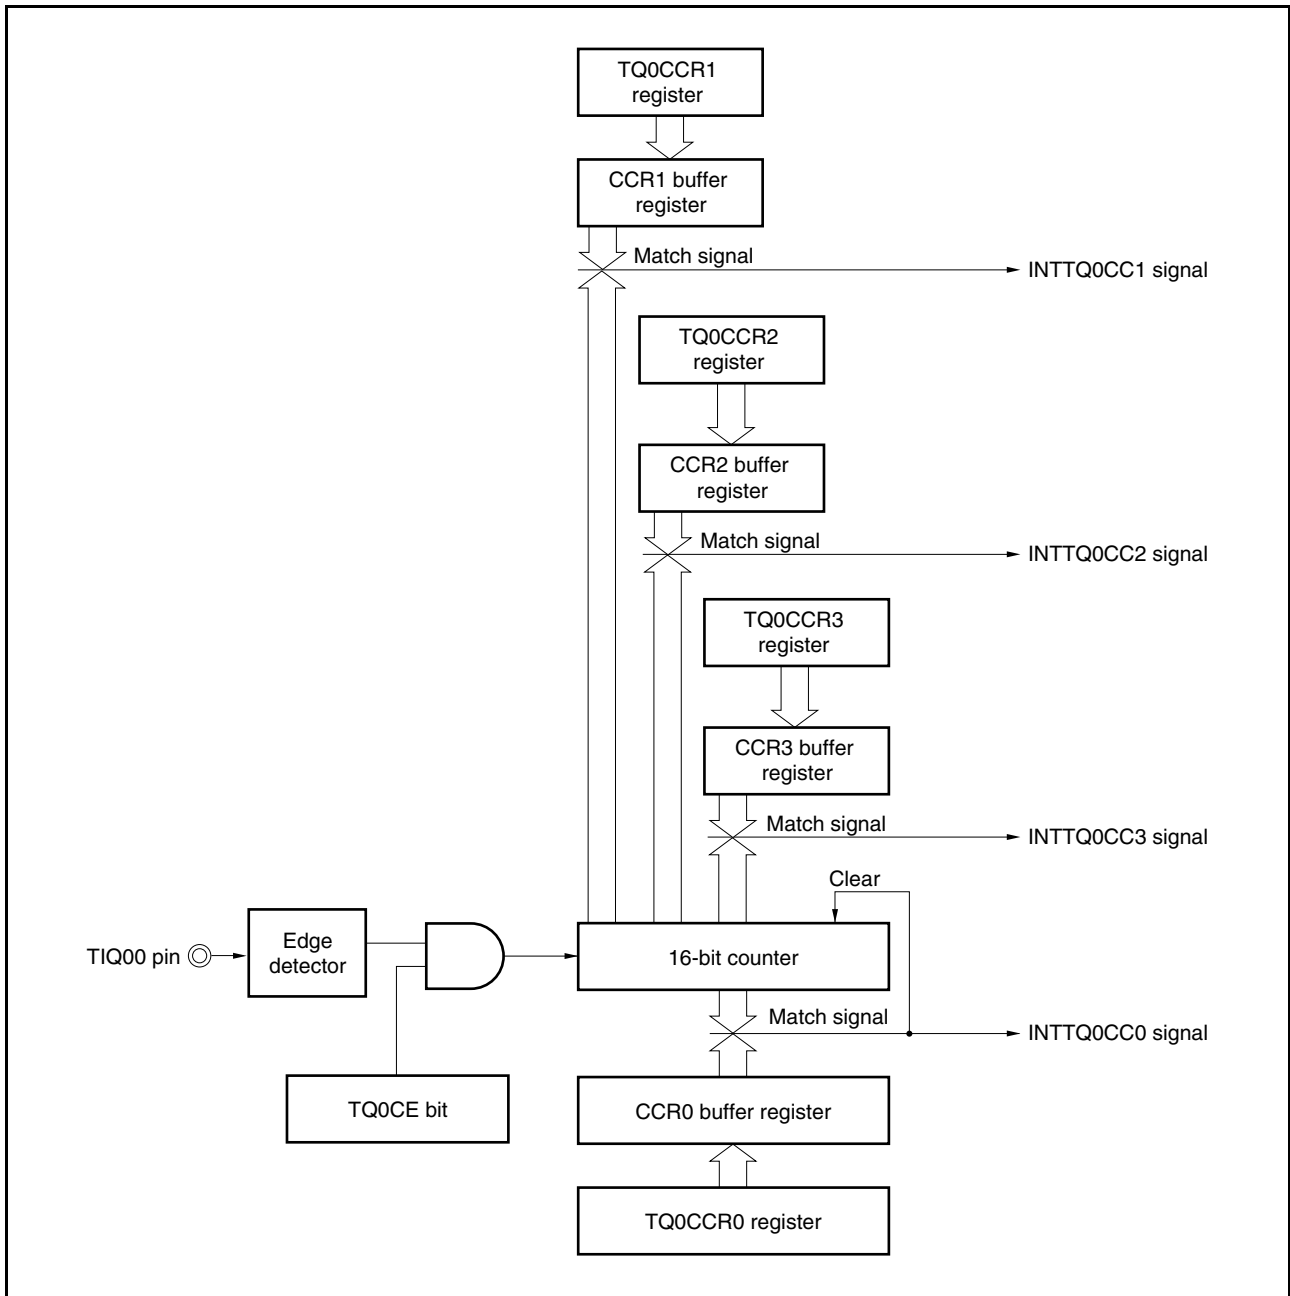 TQ0CCR1
register
CCR1 buffer
register
Match signal
INTTQ0CC1 signal
TQ0CCR2
register
CCR2 buffer
register
Match signal
INTTQ0CC2 signal
TQ0CCR3
register
CCR3 buffer
register
Match signal
INTTQ0CC3 signal
Clear
TIQ00 pin
Edge
detector
16-bit counter
Match signal
INTTQ0CC0 signal
TQ0CE bit
CCR0 buffer register
TQ0CCR0 register